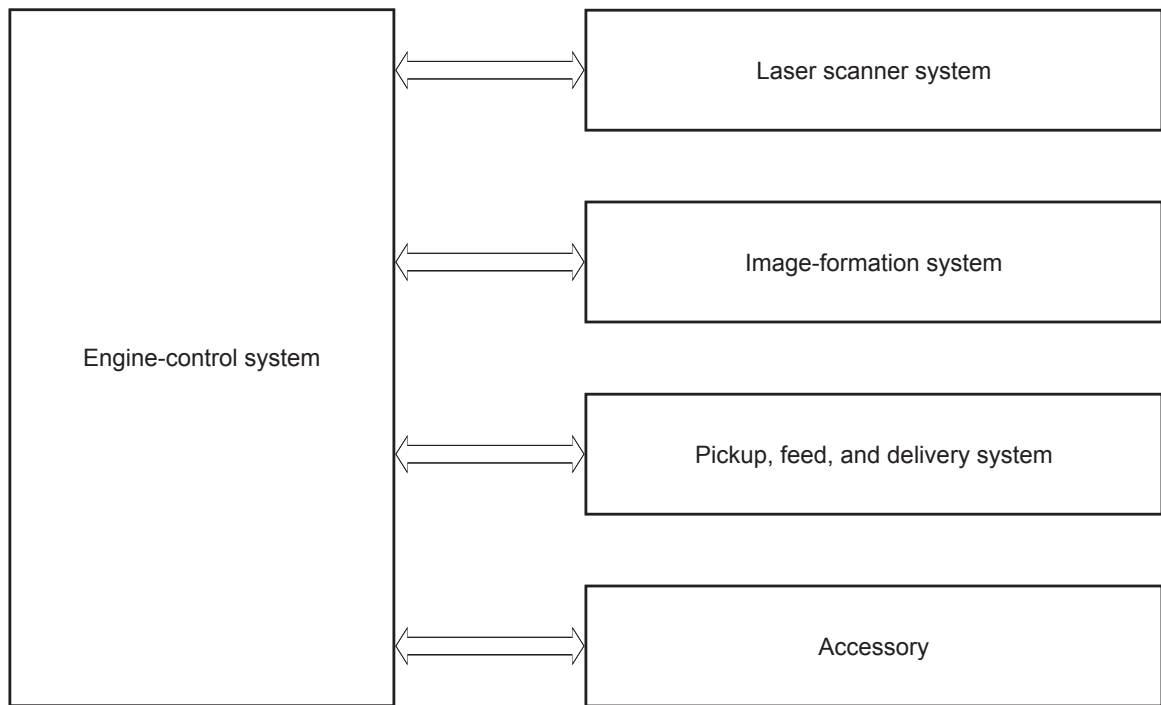 Laser scanner system
Image-formation system
Engine-control system
Pickup, feed, and delivery system
Accessory